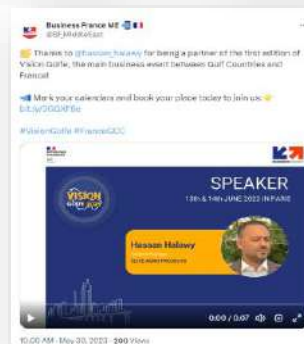 Business France ME
Thanks to @hassan_halawy for being a partner of the first edition of
Vision Golfe, the main business event between Gulf Countries and
France!
Mark your calendars and book your place today to join us:
#VisionGolfe #FranceGCC
VISION
GOLFE
SPEAKER
13th & 14th JUNE 2023 IN PARIS
Hassan Halawy
0:00 / 0:07
10:00 AM · May 30, 2023 · 200 Views